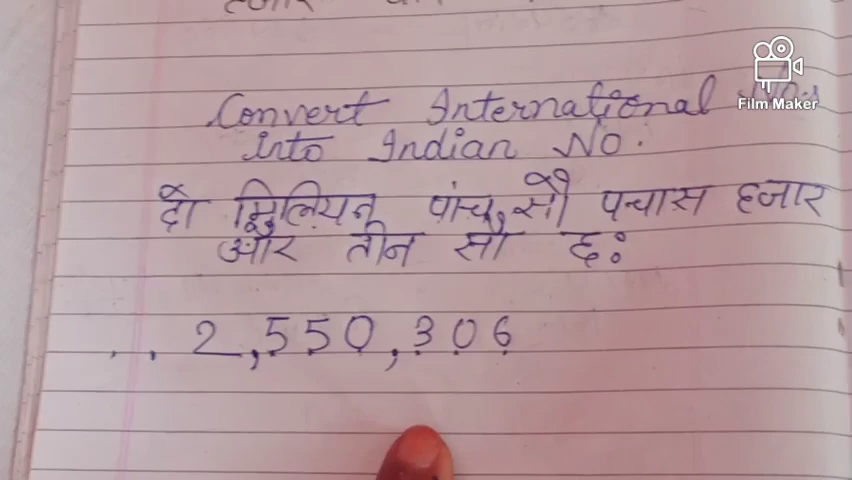 Convert International No.s
into Indian No.
दो मिलियन पांच सौ पचास हजार
और तीन सौ छः
2,550,306
Film Maker